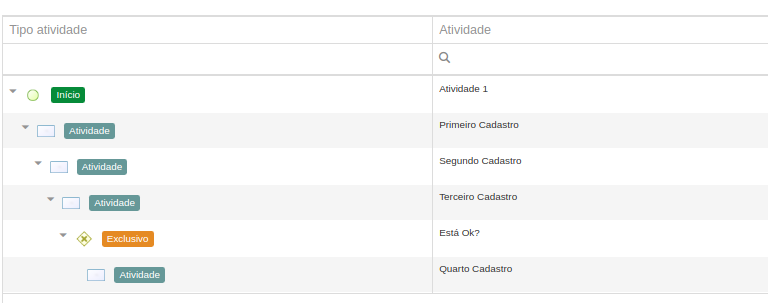 Tipo atividade Atividade
Início Atividade 1
Atividade Primeiro Cadastro
Atividade Segundo Cadastro
Atividade Terceiro Cadastro
Exclusivo Está Ok?
Atividade Quarto Cadastro